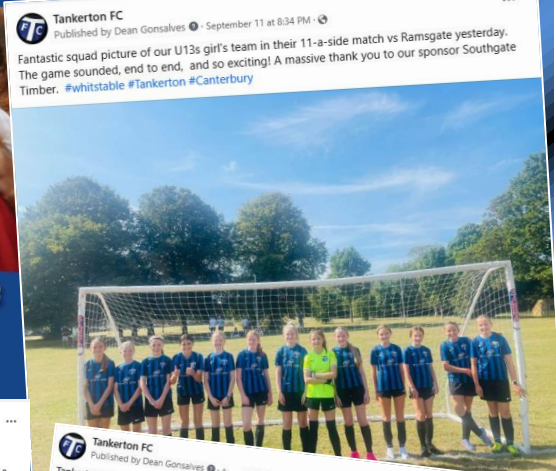 Tankerton FC
Published by Dean Gonsalves · September 11 at 8:34 PM ·
Fantastic squad picture of our U13s girl's team in their 11-a-side match vs Ramsgate yesterday.
The game sounded, end to end, and so exciting! A massive thank you to our sponsor Southgate
Timber. #whitstable #Tankerton #Canterbury
...
Tankerton FC
Published by Dean Gonsalves